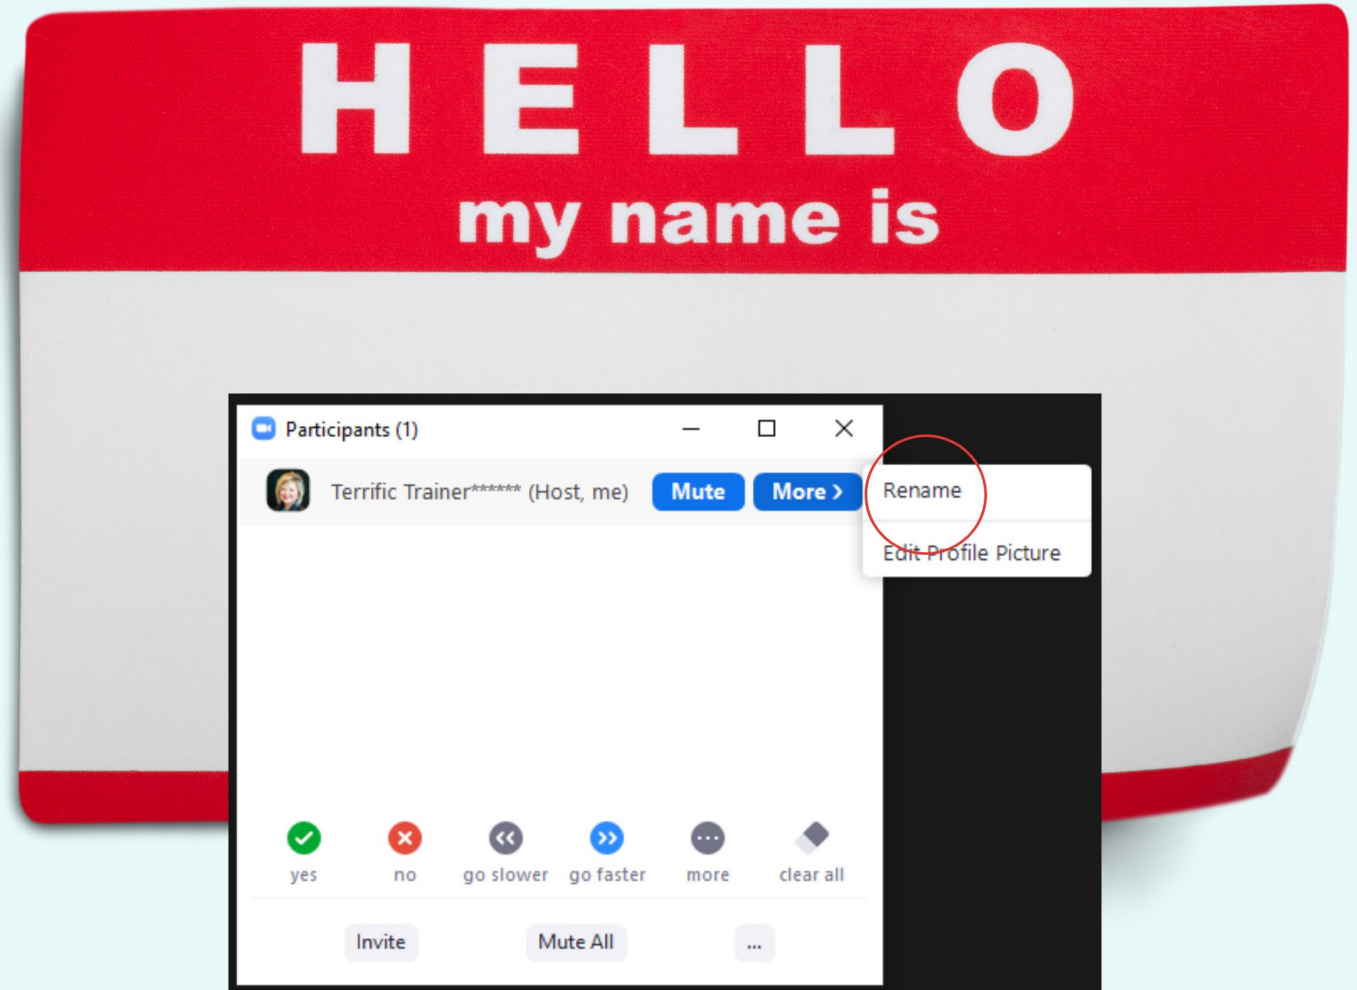 HELLO
my name is
Participants (1)
Terrific Trainer****** (Host, me) Mute More >
Rename
Edit Profile Picture
yes no go slower go faster more clear all
Invite Mute All ...